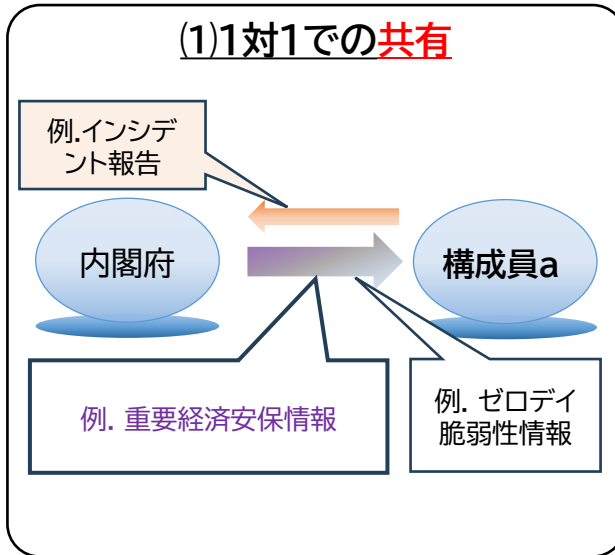 ⑴1対1での共有
例.インシデ
ント報告
内閣府
構成員a
例. 重要経済安保情報
例. ゼロデイ
脆弱性情報